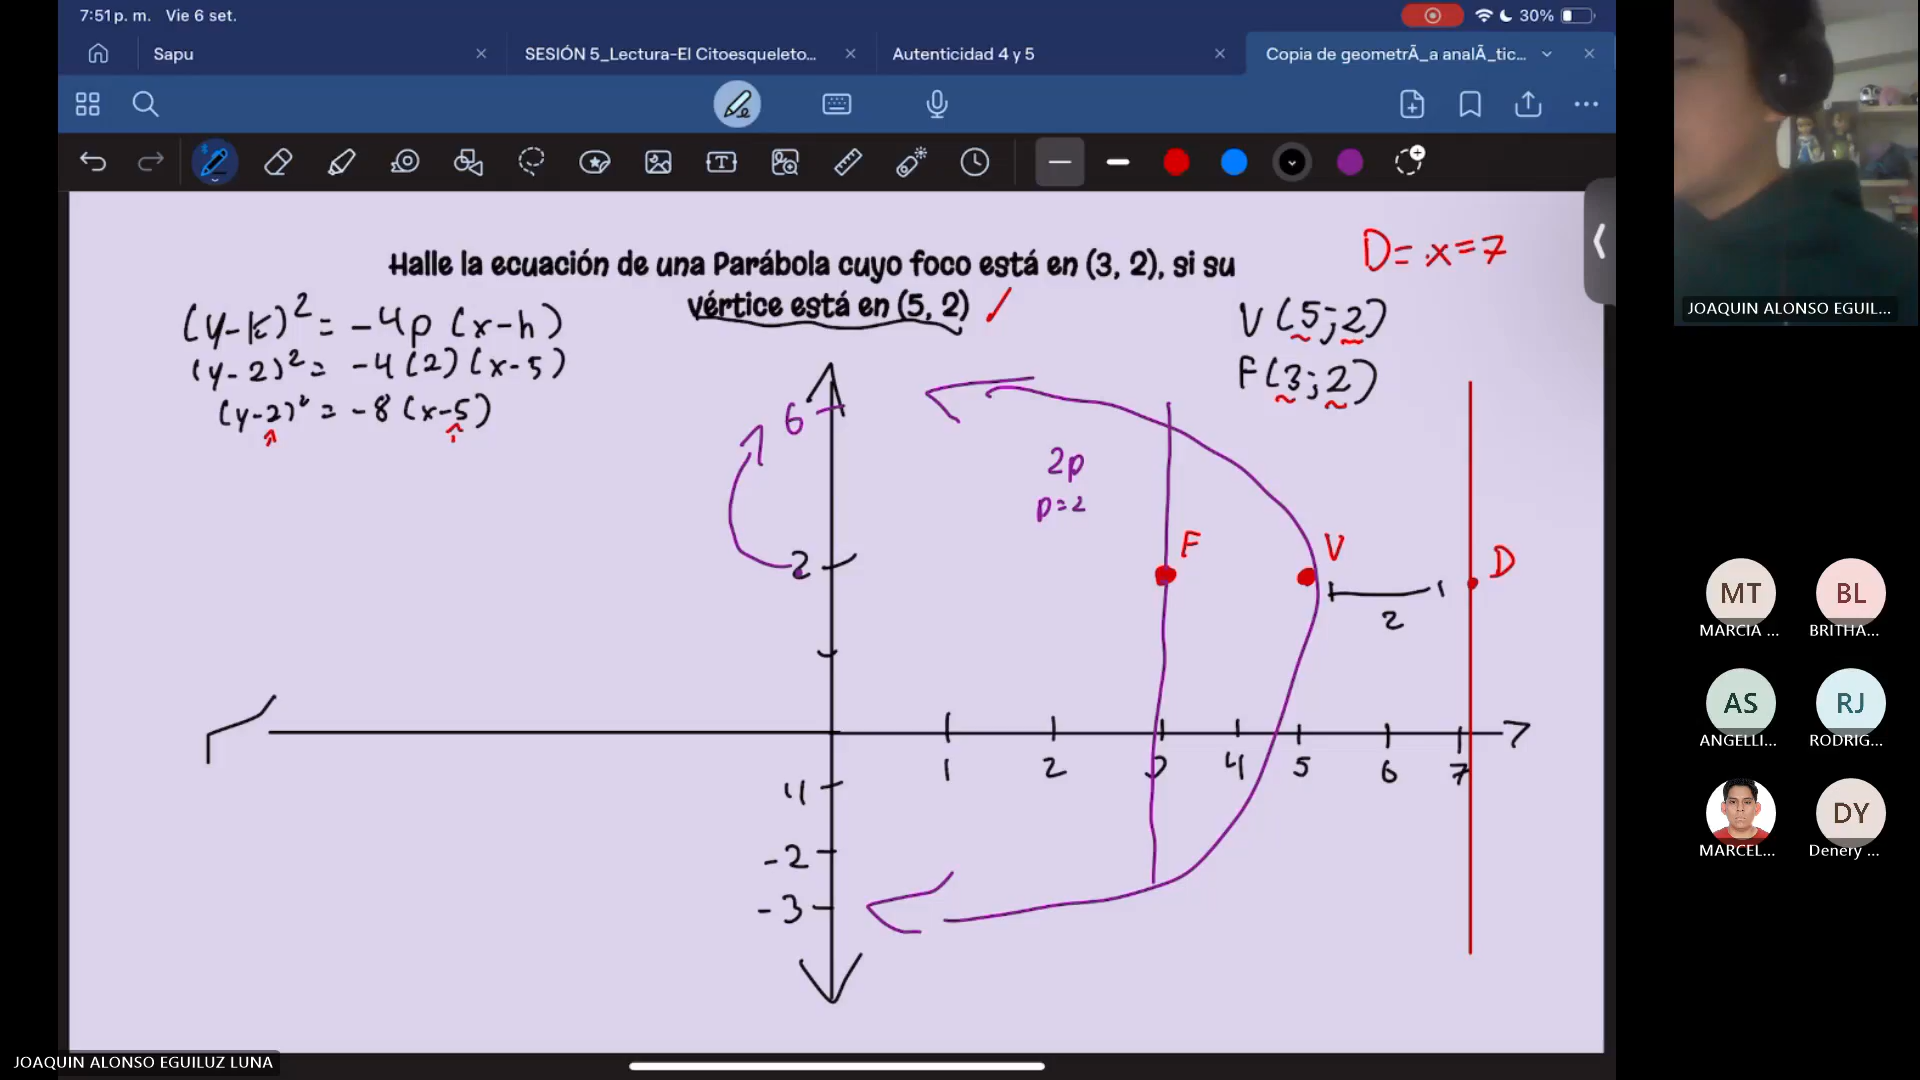 7:51 p. m. Vie 6 set.
30%
Sapu
SESIÓN 5_Lectura-El Citoesqueleto...
Autenticidad 4 y 5
Copia de geometrÃ_a analÃ_tic...
Halle la ecuación de una Parábola cuyo foco está en (3, 2), si su
vértice está en (5, 2)
D= x=7
V(5;2)
F(3;2)
(y-k)² = -4p (x-h)
(y-2)² = -4(2)(x-5)
(y-2)² = -8(x-5)
6
2p
p=2
2
F
V
D
2
1 2 3 4 5 6 7
-2
-3
JOAQUIN ALONSO EGUIL...
MT
MARCIA ...
BL
BRITHA...
AS
ANGELLI...
RJ
RODRIG...
MARCEL...
DY
Denery ...
JOAQUIN ALONSO EGUILUZ LUNA